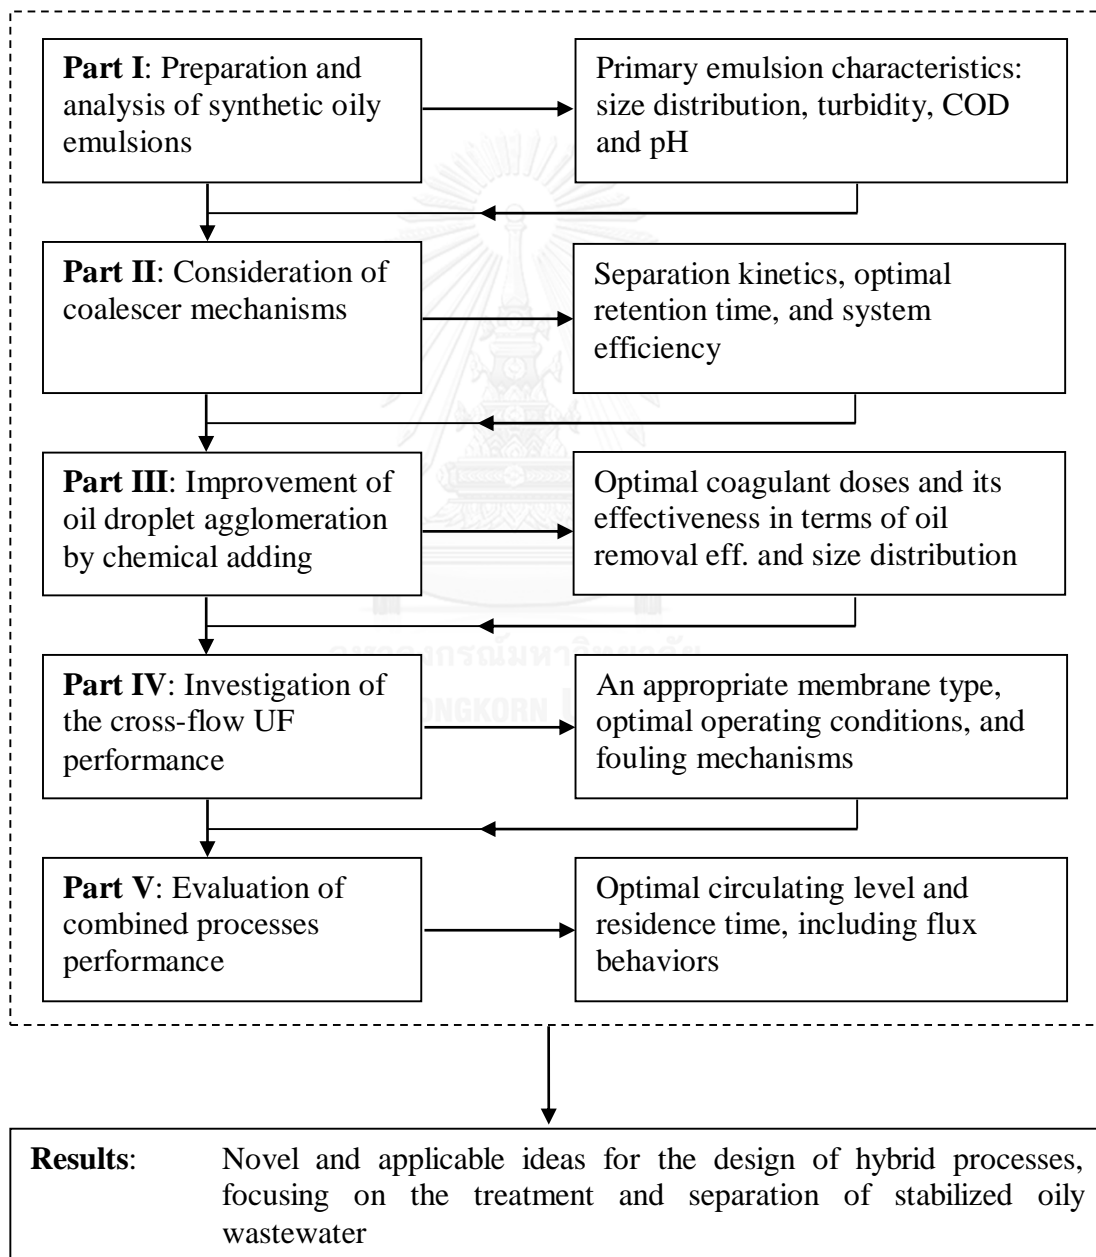 Part I: Preparation and
analysis of synthetic oily
emulsions
Primary emulsion characteristics:
size distribution, turbidity, COD
and pH
Part II: Consideration of
coalescer mechanisms
Separation kinetics, optimal
retention time, and system
efficiency
Part III: Improvement of
oil droplet agglomeration
by chemical adding
Optimal coagulant doses and its
effectiveness in terms of oil
removal eff. and size distribution
Part IV: Investigation of
the cross-flow UF
performance
An appropriate membrane type,
optimal operating conditions, and
fouling mechanisms
Part V: Evaluation of
combined processes
performance
Optimal circulating level and
residence time, including flux
behaviors
Results: Novel and applicable ideas for the design of hybrid processes,
focusing on the treatment and separation of stabilized oily
wastewater